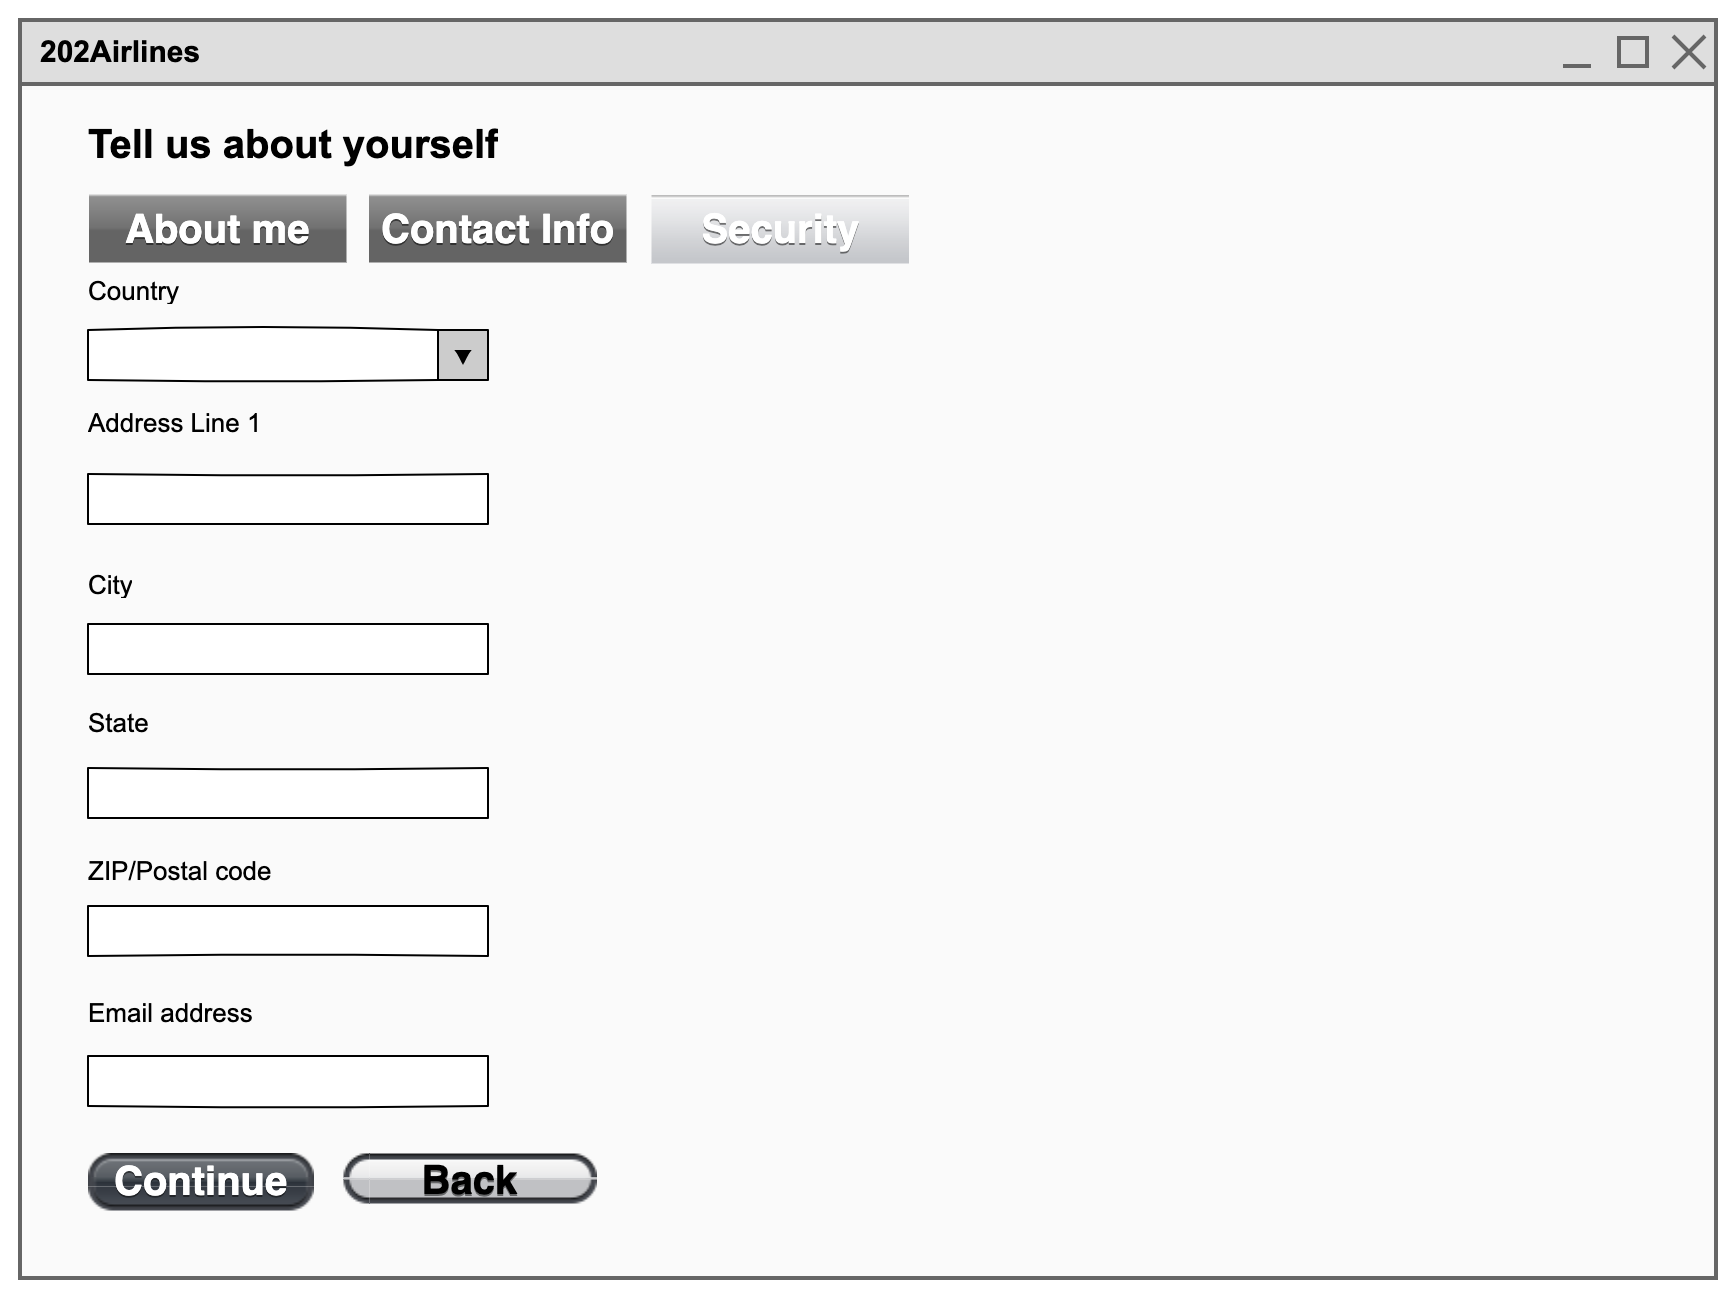 202Airlines
Tell us about yourself
About me Contact Info Security
Country
Address Line 1
City
State
ZIP/Postal code
Email address
Continue Back